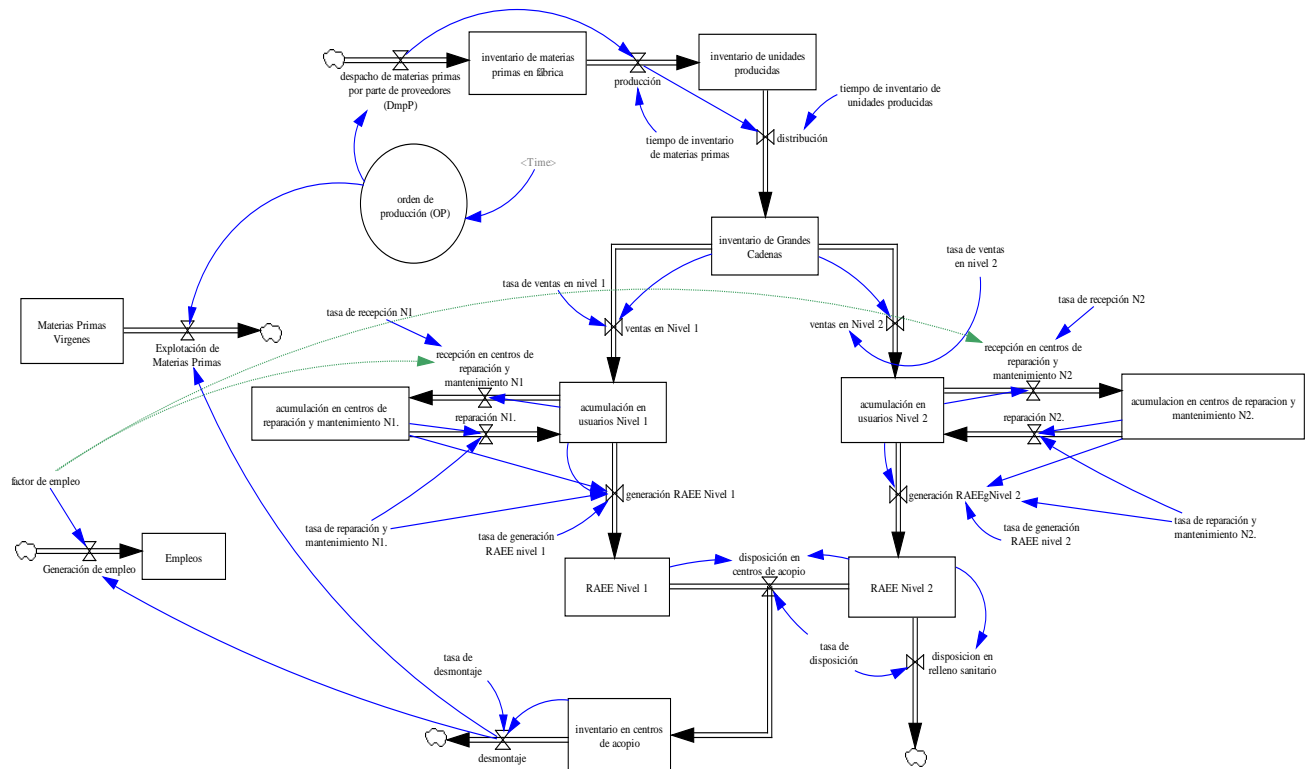 inventario de materias
primas en fábrica
inventario de unidades
producidas
despacho de materias primas
por parte de proveedores
(DmpP)
producción
tiempo de inventario de
unidades producidas
tiempo de inventario
de materias primas
distribución
<Time>
orden de
producción (OP)
inventario de Grandes
Cadenas
tasa de ventas
en nivel 2
tasa de ventas en nivel 1
tasa de recepción N2
Materias Primas
Virgenes
tasa de recepción N1
ventas en Nivel 1
ventas en Nivel 2
Explotación de
Materias Primas
recepción en centros de
reparación y
mantenimiento N1
recepción en centros de
reparación y
mantenimiento N2
acumulación en centros de
reparación y mantenimiento N1.
reparación N1.
acumulación en
usuarios Nivel 1
acumulación en
usuarios Nivel 2
reparación N2.
acumulacion en centros de reparacion y
mantenimiento N2.
factor de empleo
generación RAEE Nivel 1
generación RAEEgNivel 2
tasa de reparación y
mantenimiento N1.
tasa de generación
RAEE nivel 1
tasa de generación
RAEE nivel 2
tasa de reparación y
mantenimiento N2.
Empleos
Generación de empleo
disposición en
centros de acopio
RAEE Nivel 1
RAEE Nivel 2
tasa de
desmontaje
tasa de
disposición
disposicion en
relleno sanitario
inventario en centros
de acopio
desmontaje